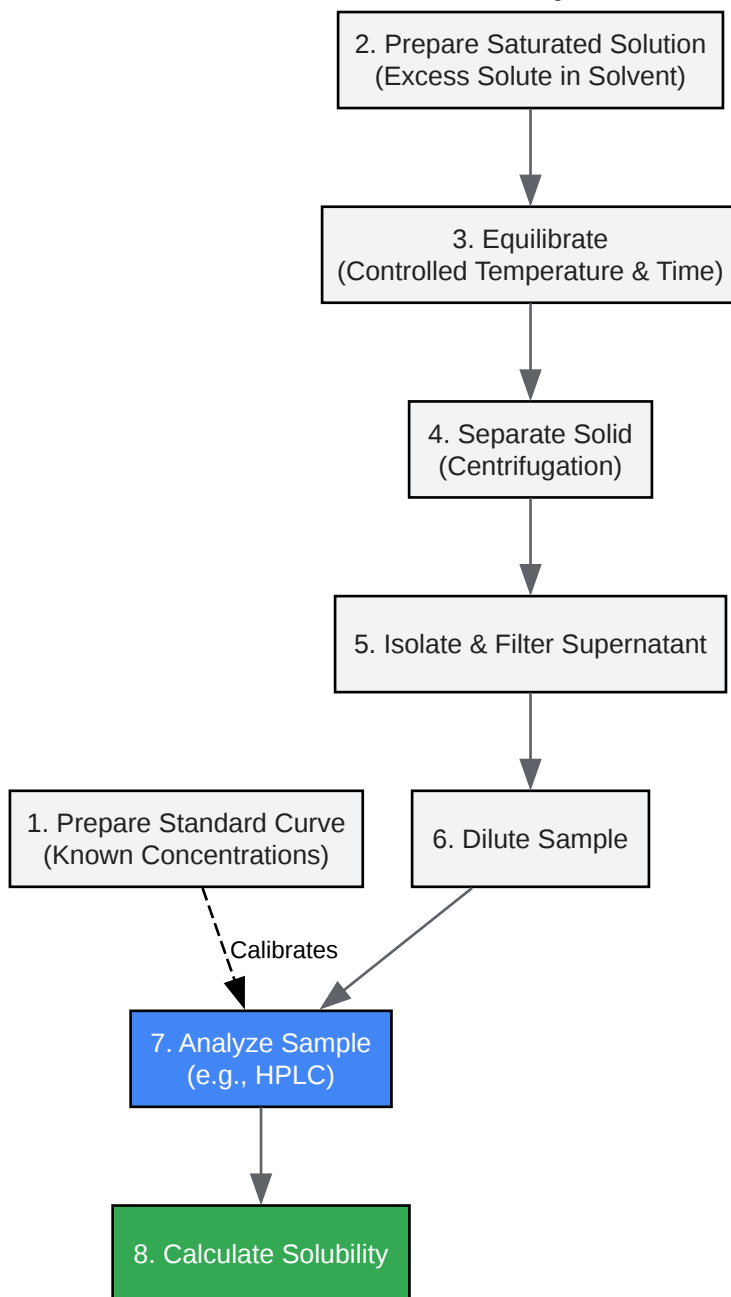 2. Prepare Saturated Solution
(Excess Solute in Solvent)
3. Equilibrate
(Controlled Temperature & Time)
4. Separate Solid
(Centrifugation)
5. Isolate & Filter Supernatant
1. Prepare Standard Curve
(Known Concentrations)
6. Dilute Sample
Calibrates
7. Analyze Sample
(e.g., HPLC)
8. Calculate Solubility